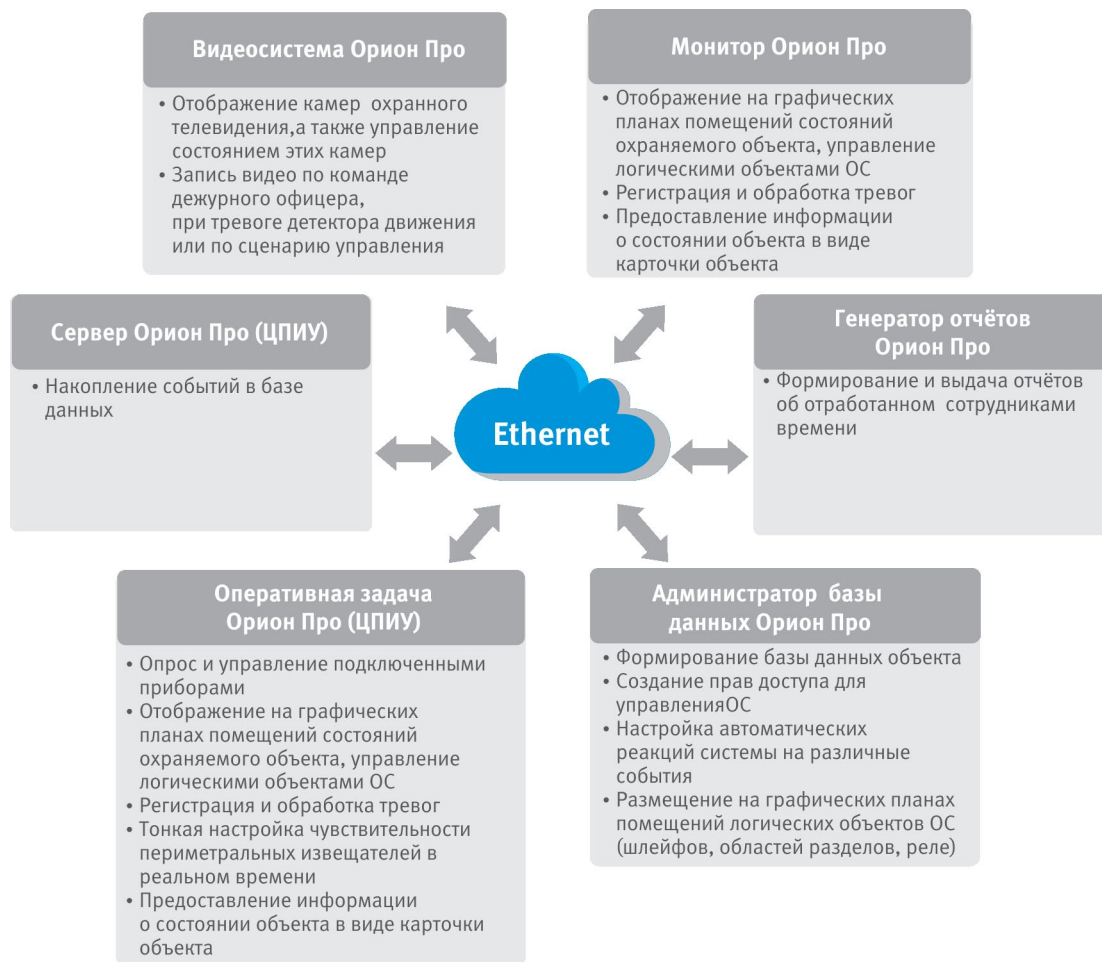 Видеосистема Орион Про
• Отображение камер охранного
телевидения,а также управление
состоянием этих камер
• Запись видео по команде
дежурного офицера,
при тревоге детектора движения
или по сценарию управления
Монитор Орион Про
• Отображение на графических
планах помещений состояний
охраняемого объекта, управление
логическими объектами ОС
• Регистрация и обработка тревог
• Предоставление информации
о состоянии объекта в виде
карточки объекта
Сервер Орион Про (ЦПИУ)
• Накопление событий в базе
данных
Ethernet
Генератор отчётов
Орион Про
• Формирование и выдача отчётов
об отработанном сотрудниками
времени
Оперативная задача
Орион Про (ЦПИУ)
• Опрос и управление подключенными
приборами
• Отображение на графических
планах помещений состояний
охраняемого объекта, управление
логическими объектами ОС
• Регистрация и обработка тревог
• Тонкая настройка чувствительности
периметральных извещателей в
реальном времени
• Предоставление информации
о состоянии объекта в виде карточки
объекта
Администратор базы
данных Орион Про
• Формирование базы данных объекта
• Создание прав доступа для
управленияОС
• Настройка автоматических
реакций системы на различные
события
• Размещение на графических планах
помещений логических объектов ОС
(шлейфов, областей разделов, реле)